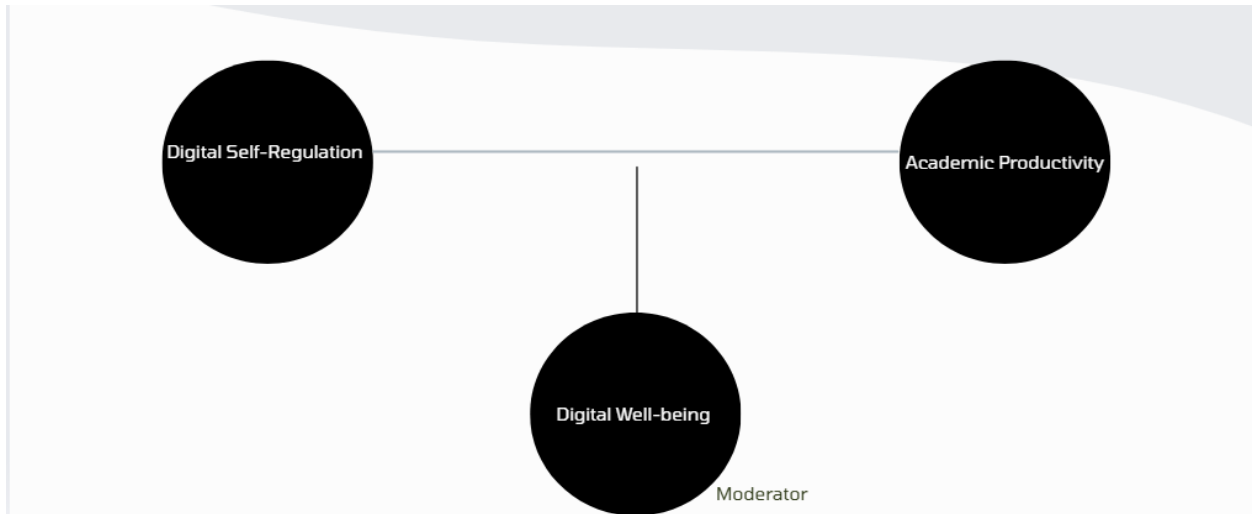 Digital Self-Regulation
Academic Productivity
Digital Well-being
Moderator